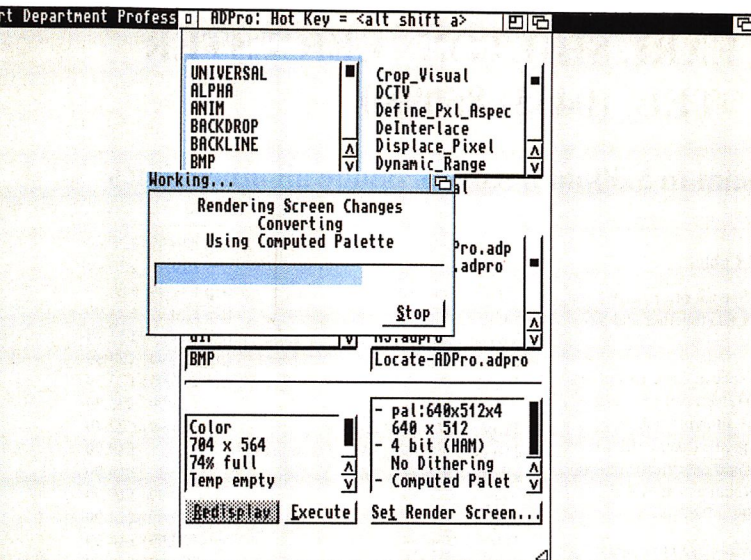 rt Department Profess
ADPro: Hot Key = <alt shift a>
UNIVERSAL
ALPHA
ANIM
BACKDROP
BACKLINE
BMP
Crop_Visual
DCTV
Define_Pxl_Aspec
DeInterlace
Displace_Pixel
Dynamic_Range
al
Working...
Rendering Screen Changes
Converting
Using Computed Palette
Stop
Pro.adp
.adpro
BMP
Locate-ADPro.adpro
Color
704 x 564
74% full
Temp empty
- pal:640x512x4
640 x 512
4 bit (HAM)
No Dithering
- Computed Palet
Redisplay
Execute
Set Render Screen...